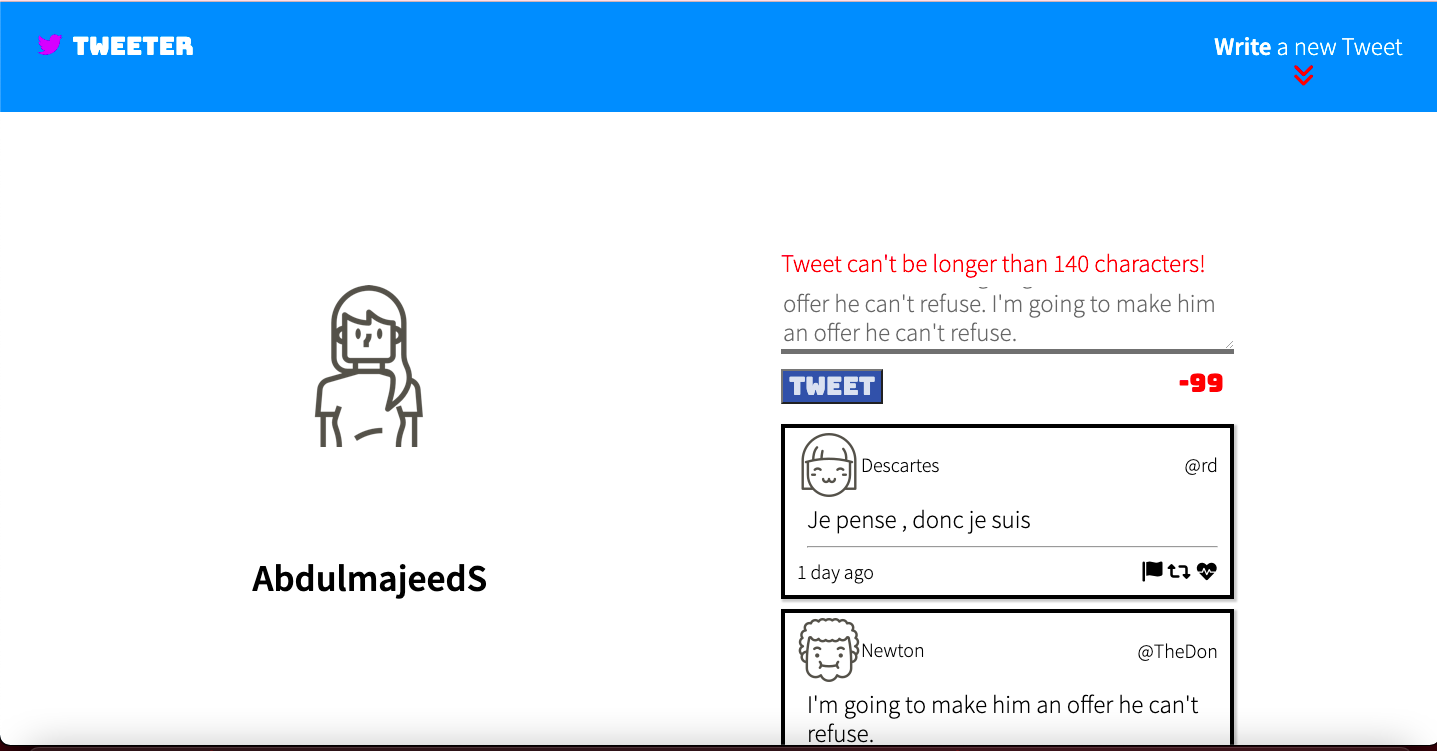 TWEETER
Write a new Tweet
Tweet can't be longer than 140 characters!
offer he can't refuse. I'm going to make him
an offer he can't refuse.
TWEET
-99
Descartes
@rd
Je pense , donc je suis
1 day ago
AbdulmajeedS
Newton
@TheDon
I'm going to make him an offer he can't
refuse.